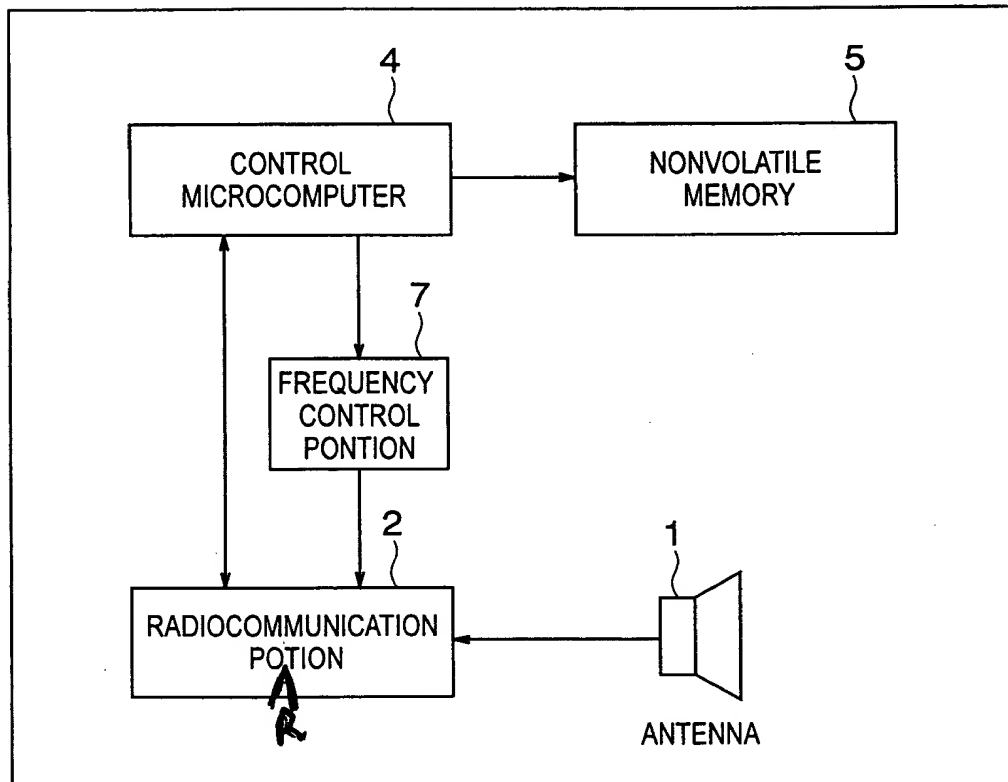 4
CONTROL
MICROCOMPUTER
5
NONVOLATILE
MEMORY
7
FREQUENCY
CONTROL
PONTION
2
RADIOCOMMUNICATION
POTION
R
1
ANTENNA